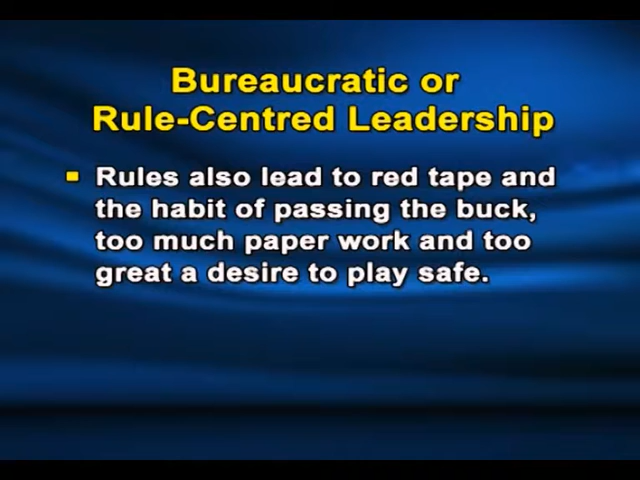 Bureaucratic or
Rule-Centred Leadership
Rules also lead to red tape and
the habit of passing the buck,
too much paper work and too
great a desire to play safe.